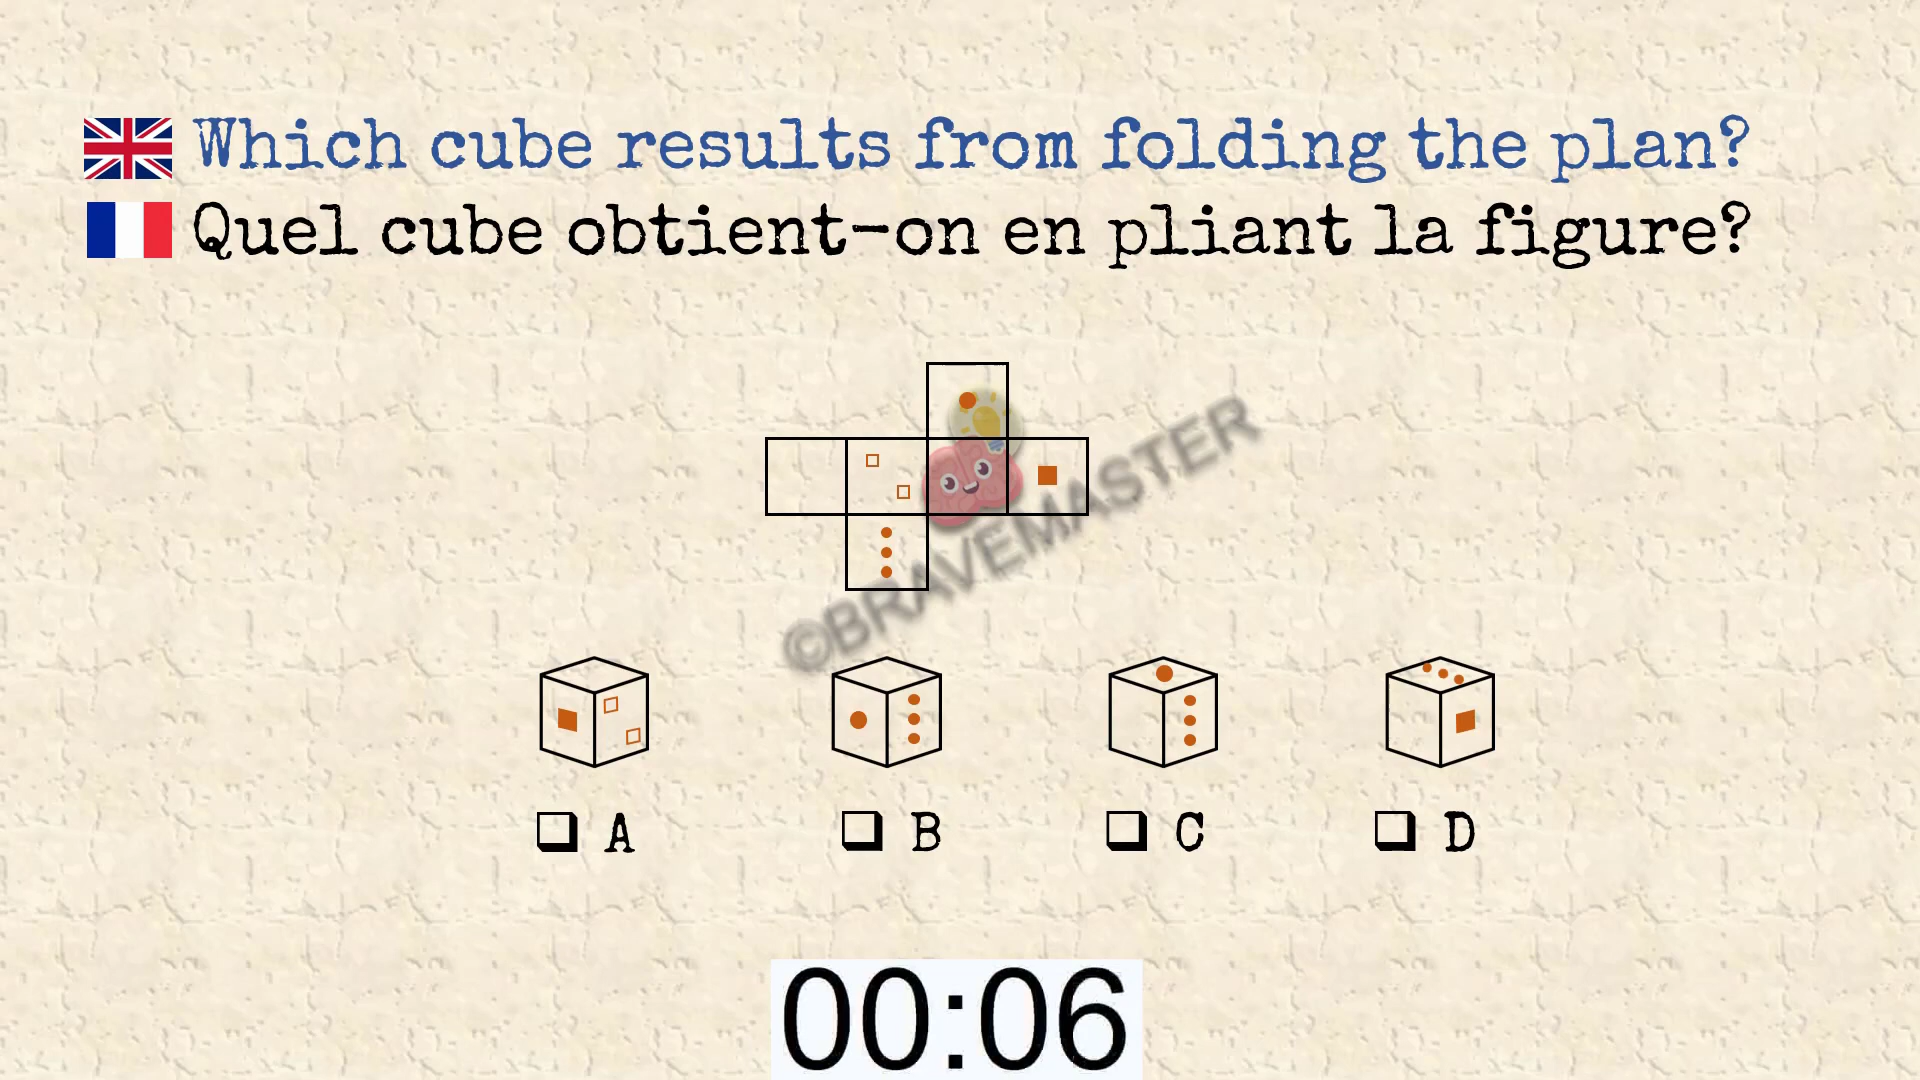 Which cube results from folding the plan?
Quel cube obtient-on en pliant la figure?
©BRAVEMASTER
❑ A
❑ B
❑ C
❑ D
00:06